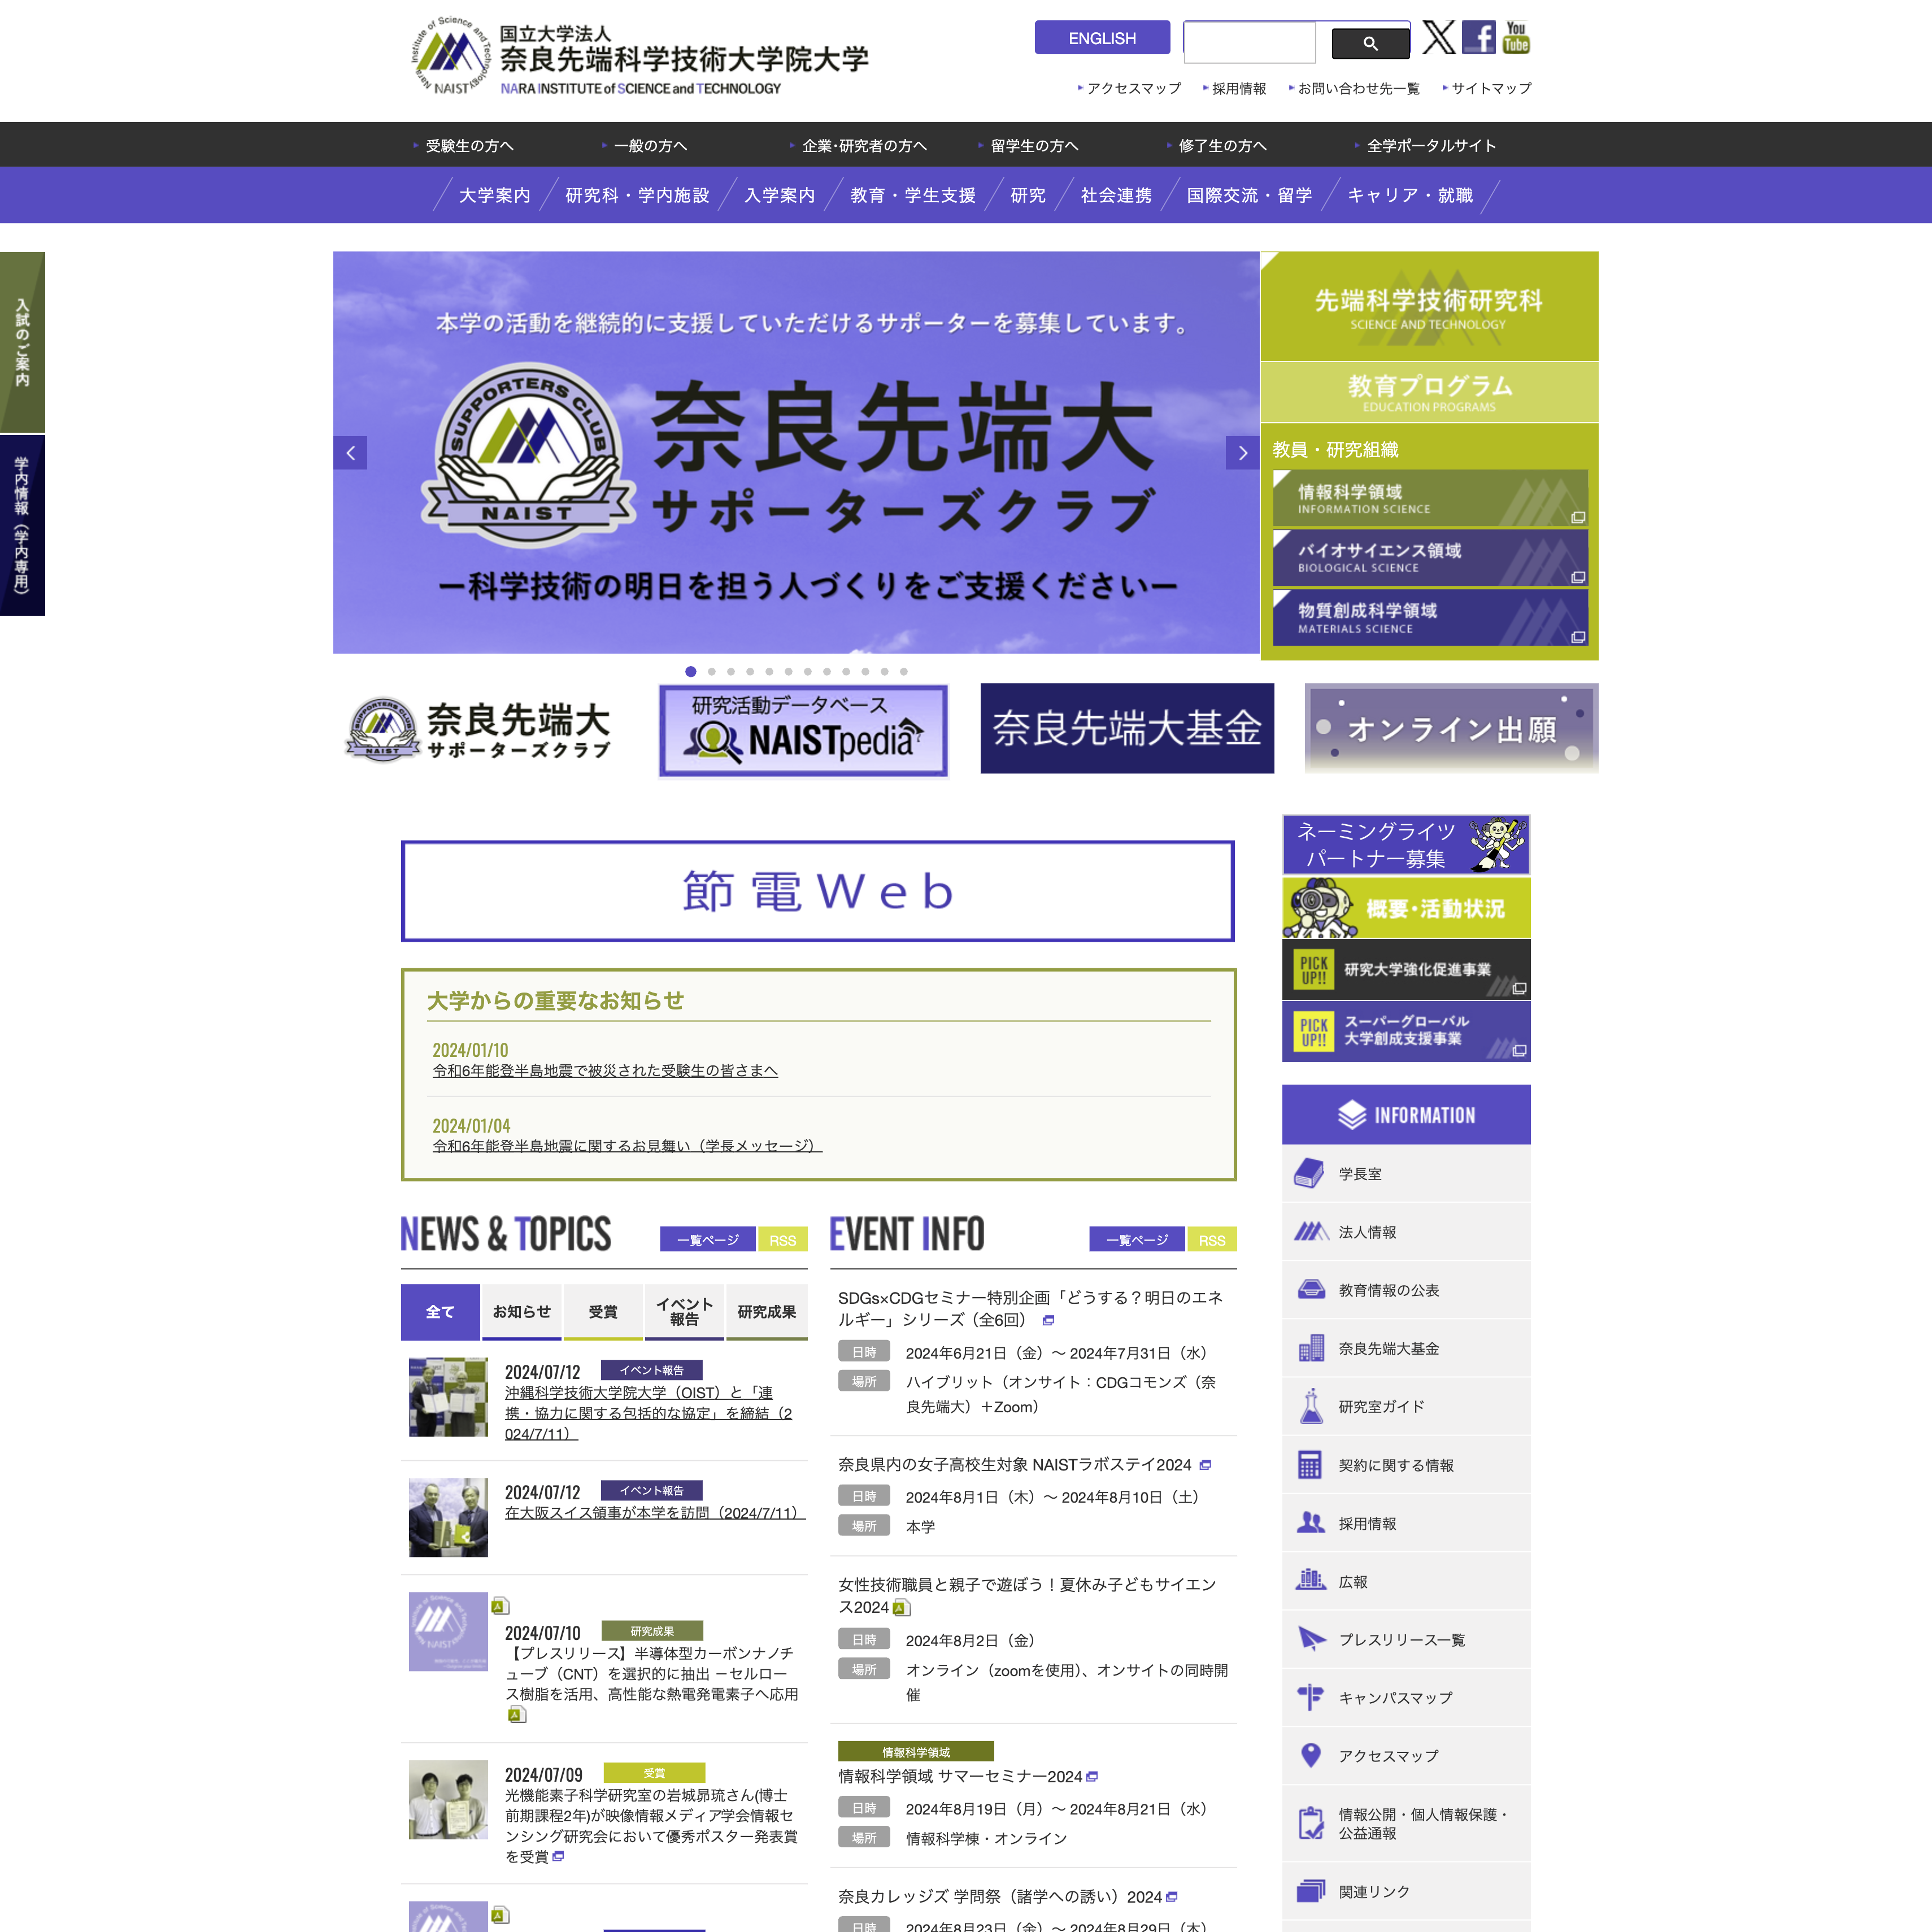 Nara Institute of Science and Technology
NAIST
国立大学法人
奈良先端科学技術大学院大学
NARA INSTITUTE of SCIENCE and TECHNOLOGY
ENGLISH
You
Tube
アクセスマップ
採用情報
お問い合わせ先一覧
サイトマップ
受験生の方へ
一般の方へ
企業･研究者の方へ
留学生の方へ
修了生の方へ
全学ポータルサイト
大学案内
研究科・学内施設
入学案内
教育・学生支援
研究
社会連携
国際交流・留学
キャリア・就職
入試のご案内
学内情報（学内専用）
本学の活動を継続的に支援していただけるサポーターを募集しています。
SUPPORTERS CLUB
NAIST
奈良先端大
サポーターズクラブ
ー科学技術の明日を担う人づくりをご支援くださいー
先端科学技術研究科
SCIENCE AND TECHNOLOGY
教育プログラム
EDUCATION PROGRAMS
教員・研究組織
情報科学領域
INFORMATION SCIENCE
バイオサイエンス領域
BIOLOGICAL SCIENCE
物質創成科学領域
MATERIALS SCIENCE
SUPPORTERS CLUB
NAIST
奈良先端大
サポーターズクラブ
研究活動データベース
NAISTpedia
奈良先端大基金
オンライン出願
節電Web
大学からの重要なお知らせ
2024/01/10
令和6年能登半島地震で被災された受験生の皆さまへ
2024/01/04
令和6年能登半島地震に関するお見舞い（学長メッセージ）
NEWS & TOPICS
一覧ページ
RSS
全て
お知らせ
受賞
イベント
報告
研究成果
2024/07/12
イベント報告
沖縄科学技術大学院大学（OIST）と「連
携・協力に関する包括的な協定」を締結（2
024/7/11）
2024/07/12
イベント報告
在大阪スイス領事が本学を訪問（2024/7/11）
2024/07/10
研究成果
【プレスリリース】半導体型カーボンナノチ
ューブ（CNT）を選択的に抽出 －セルロー
ス樹脂を活用、高性能な熱電発電素子へ応用
2024/07/09
受賞
光機能素子科学研究室の岩城昴琉さん(博士
前期課程2年)が映像情報メディア学会情報セ
ンシング研究会において優秀ポスター発表賞
を受賞
EVENT INFO
一覧ページ
RSS
SDGs×CDGセミナー特別企画「どうする？明日のエネ
ルギー」シリーズ（全6回）
日時
2024年6月21日（金）〜 2024年7月31日（水）
場所
ハイブリット（オンサイト：CDGコモンズ（奈
良先端大）＋Zoom）
奈良県内の女子高校生対象 NAISTラボステイ2024
日時
2024年8月1日（木）〜 2024年8月10日（土）
場所
本学
女性技術職員と親子で遊ぼう！夏休み子どもサイエン
ス2024
日時
2024年8月2日（金）
場所
オンライン（zoomを使用）、オンサイトの同時開
催
情報科学領域
情報科学領域 サマーセミナー2024
日時
2024年8月19日（月）〜 2024年8月21日（水）
場所
情報科学棟・オンライン
奈良カレッジズ 学問祭（諸学への誘い）2024
日時
2024年8月23日（金）〜 2024年8月29日（木）
ネーミングライツ
パートナー募集
概要・活動状況
PICK
UP!!
研究大学強化促進事業
PICK
UP!!
スーパーグローバル
大学創成支援事業
INFORMATION
学長室
法人情報
教育情報の公表
奈良先端大基金
研究室ガイド
契約に関する情報
採用情報
広報
プレスリリース一覧
キャンパスマップ
アクセスマップ
情報公開・個人情報保護・
公益通報
関連リンク